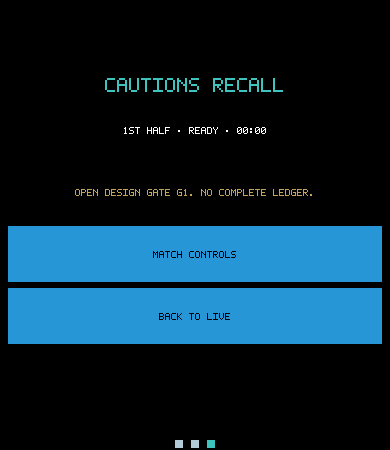 CAUTIONS RECALL
1ST HALF · READY · 00:00
OPEN DESIGN GATE G1. NO COMPLETE LEDGER.
MATCH CONTROLS
BACK TO LIVE